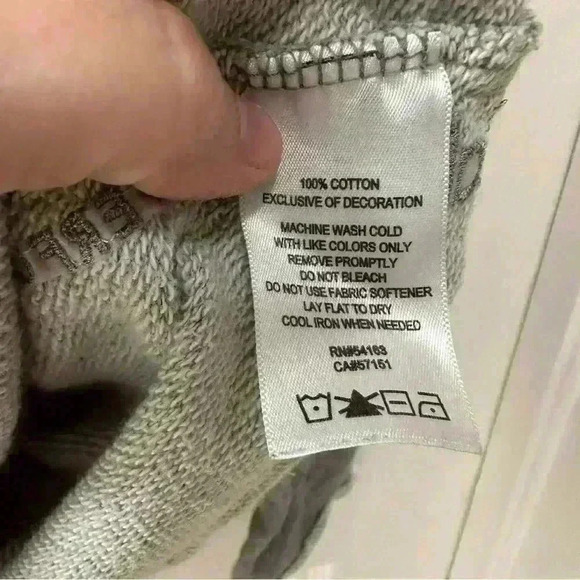 100% COTTON
EXCLUSIVE OF DECORATION
MACHINE WASH COLD
WITH LIKE COLORS ONLY
REMOVE PROMPTLY
DO NOT BLEACH
DO NOT USE FABRIC SOFTENER
LAY FLAT TO DRY
COOL IRON WHEN NEEDED
RN#54163
CA#57151